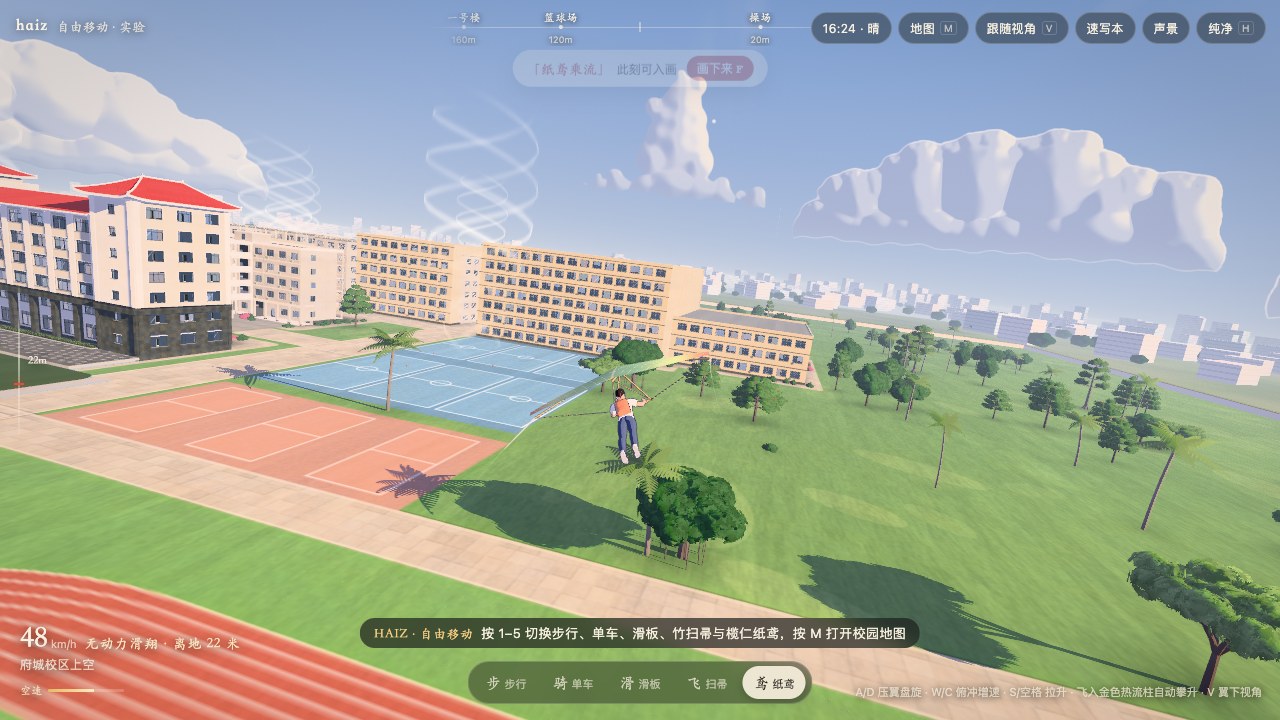 haiz 自由移动 · 实验
一号楼
160m
篮球场
120m
操场
20m
16:24 · 晴
地图 M
跟随视角 V
速写本
声景
纯净 H
「纸鸢乘流」 此刻可入画 画下来 F
22m
48 km/h 无动力滑翔 · 离地 22 米
府城校区上空
空速
HAIZ · 自由移动 按 1–5 切换步行、单车、滑板、竹扫帚与榄仁纸鸢，按 M 打开校园地图
步 步行
骑 单车
滑 滑板
飞 扫帚
鸢 纸鸢
A/D 压翼盘旋 · W/C 俯冲增速 · S/空格 拉升 · 飞入金色热流柱自动攀升 · V 翼下视角